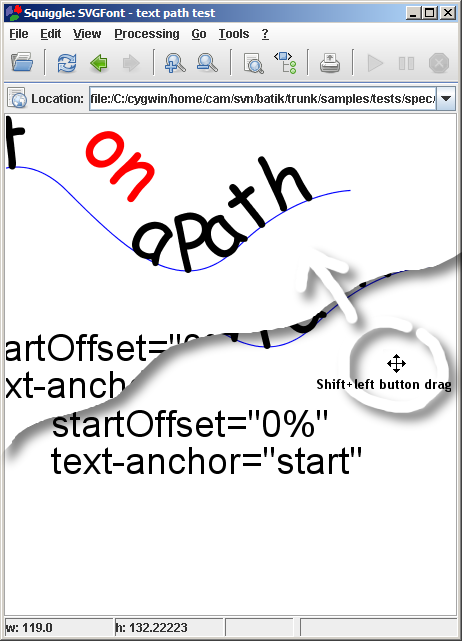 Squiggle: SVGFont - text path test
File Edit View Processing Go Tools ?
Location: file:/C:/cygwin/home/cam/svn/batik/trunk/samples/tests/spec/
on
aPath
artOffset="0%"
xt-anch
Shift+left button drag
startOffset="0%"
text-anchor="start"
w: 119.0 h: 132.22223